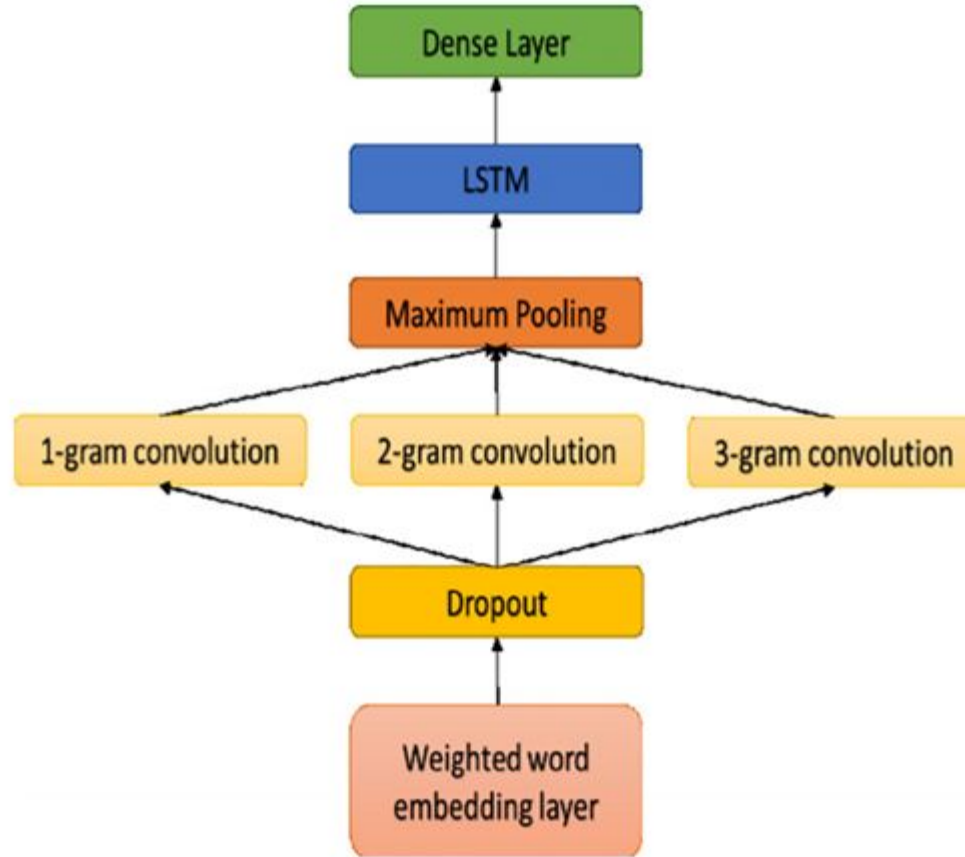 Dense Layer
LSTM
Maximum Pooling
1-gram convolution
2-gram convolution
3-gram convolution
Dropout
Weighted word
embedding layer